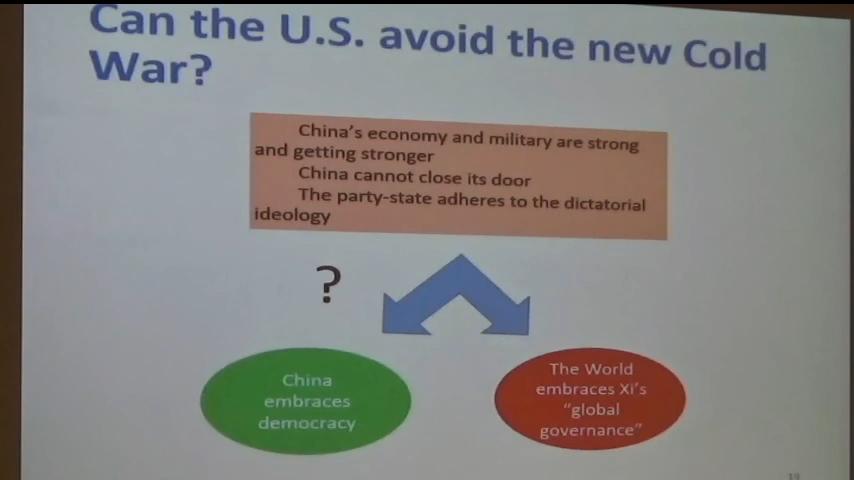 Can the U.S. avoid the new Cold
War?
China's economy and military are strong
and getting stronger
China cannot close its door
The party-state adheres to the dictatorial
ideology
?
China
embraces
democracy
The World
embraces Xi's
"global
governance"
19